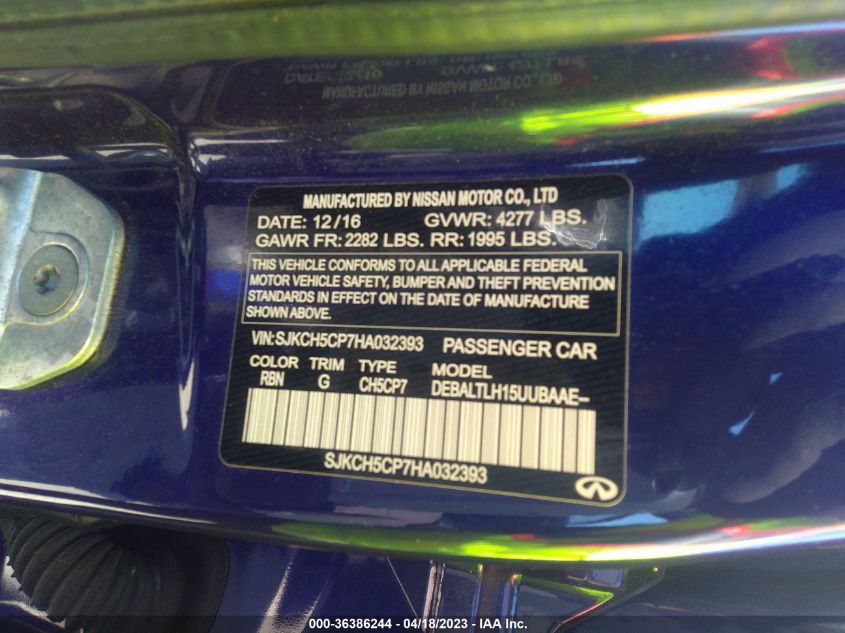 MANUFACTURED BY NISSAN MOTOR CO., LTD
DATE: 12/16 GVWR: 4277 LBS.
GAWR FR: 2282 LBS. RR: 1995 LBS.
THIS VEHICLE CONFORMS TO ALL APPLICABLE FEDERAL
MOTOR VEHICLE SAFETY, BUMPER AND THEFT PREVENTION
STANDARDS IN EFFECT ON THE DATE OF MANUFACTURE
SHOWN ABOVE.
VIN: SJKCH5CP7HA032393 PASSENGER CAR
COLOR TRIM TYPE MODEL
RBN G CH5CP7 DEBALTLH15UUBAAE–
SJKCH5CP7HA032393
000-36386244 - 04/18/2023 - IAA Inc.